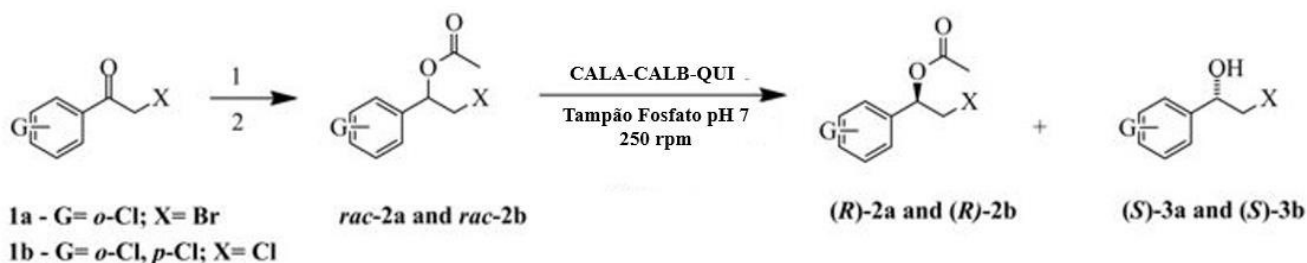 O
X
G
1
2
O
O
X
G
CALA-CALB-QUI
Tampão Fosfato pH 7
250 rpm
O
O
X
G
+
OH
X
G
1a - G= o-Cl; X= Br
1b - G= o-Cl, p-Cl; X= Cl
rac-2a and rac-2b
(R)-2a and (R)-2b
(S)-3a and (S)-3b